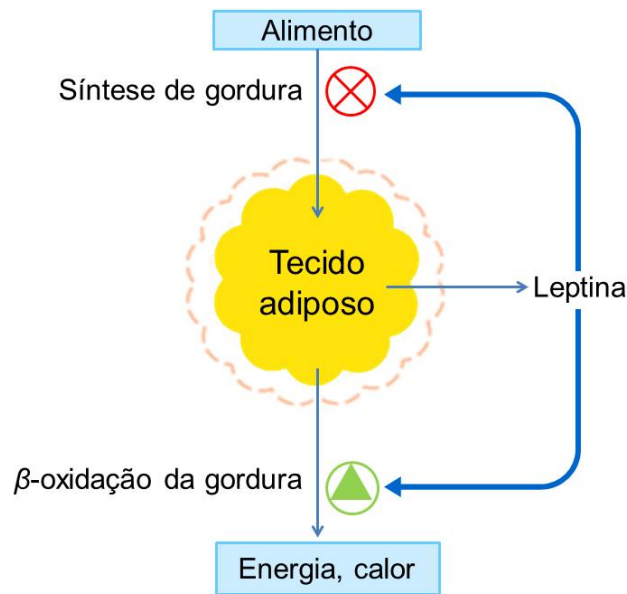 Alimento
Síntese de gordura
Tecido
adiposo
Leptina
β-oxidação da gordura
Energia, calor